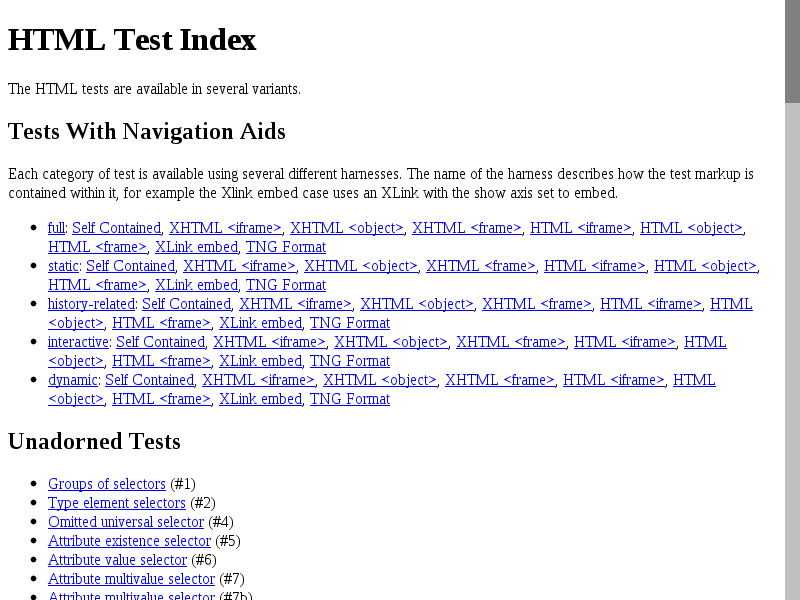 HTML Test Index
The HTML tests are available in several variants.
Tests With Navigation Aids
Each category of test is available using several different harnesses. The name of the harness describes how the test markup is
contained within it, for example the Xlink embed case uses an XLink with the show axis set to embed.
full: Self Contained, XHTML <iframe>, XHTML <object>, XHTML <frame>, HTML <iframe>, HTML <object>,
HTML <frame>, XLink embed, TNG Format
static: Self Contained, XHTML <iframe>, XHTML <object>, XHTML <frame>, HTML <iframe>, HTML <object>,
HTML <frame>, XLink embed, TNG Format
history-related: Self Contained, XHTML <iframe>, XHTML <object>, XHTML <frame>, HTML <iframe>, HTML
<object>, HTML <frame>, XLink embed, TNG Format
interactive: Self Contained, XHTML <iframe>, XHTML <object>, XHTML <frame>, HTML <iframe>, HTML
<object>, HTML <frame>, XLink embed, TNG Format
dynamic: Self Contained, XHTML <iframe>, XHTML <object>, XHTML <frame>, HTML <iframe>, HTML
<object>, HTML <frame>, XLink embed, TNG Format
Unadorned Tests
Groups of selectors (#1)
Type element selectors (#2)
Omitted universal selector (#4)
Attribute existence selector (#5)
Attribute value selector (#6)
Attribute multivalue selector (#7)
Attribute multivalue selector (#7b)